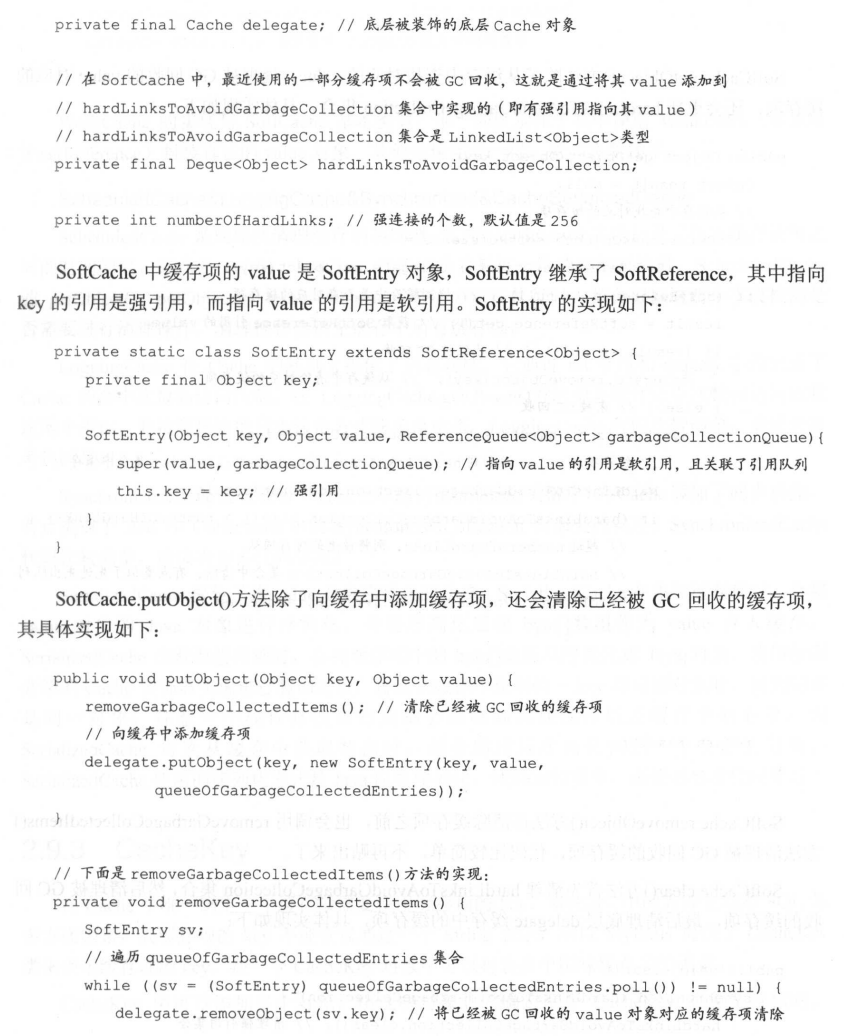 private final Cache delegate; // 底层被装饰的底层 Cache 对象
// 在 SoftCache 中，最近使用的一部分缓存项不会被 GC 回收，这就是通过将其 value 添加到
// hardLinksToAvoidGarbageCollection 集合中实现的（即有强引用指向其 value）
// hardLinksToAvoidGarbageCollection 集合是 LinkedList<Object>类型
private final Deque<Object> hardLinksToAvoidGarbageCollection;
private int numberOfHardLinks; // 强连接的个数，默认值是 256
SoftCache 中缓存项的 value 是 SoftEntry 对象，SoftEntry 继承了 SoftReference，其中指向
key 的引用是强引用，而指向 value 的引用是软引用。SoftEntry 的实现如下：
private static class SoftEntry extends SoftReference<Object> {
private final Object key;
SoftEntry(Object key, Object value, ReferenceQueue<Object> garbageCollectionQueue){
super(value, garbageCollectionQueue); // 指向 value 的引用是软引用，且关联了引用队列
this.key = key; // 强引用
}
}
SoftCache.putObject()方法除了向缓存中添加缓存项，还会清除已经被 GC 回收的缓存项，
其具体实现如下：
public void putObject(Object key, Object value) {
removeGarbageCollectedItems(); // 清除已经被 GC 回收的缓存项
// 向缓存中添加缓存项
delegate.putObject(key, new SoftEntry(key, value,
queueOfGarbageCollectedEntries));
}
// 下面是 removeGarbageCollectedItems()方法的实现：
private void removeGarbageCollectedItems() {
SoftEntry sv;
// 遍历 queueOfGarbageCollectedEntries 集合
while ((sv = (SoftEntry) queueOfGarbageCollectedEntries.poll()) != null) {
delegate.removeObject(sv.key); // 将已经被 GC 回收的 value 对象对应的缓存项清除